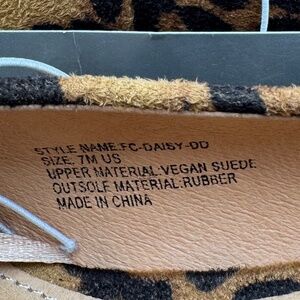 STYLE NAME:FC-DAISY-DD
SIZE: 7M US
UPPER MATERIAL:VEGAN SUEDE
OUTSOLE MATERIAL:RUBBER
MADE IN CHINA